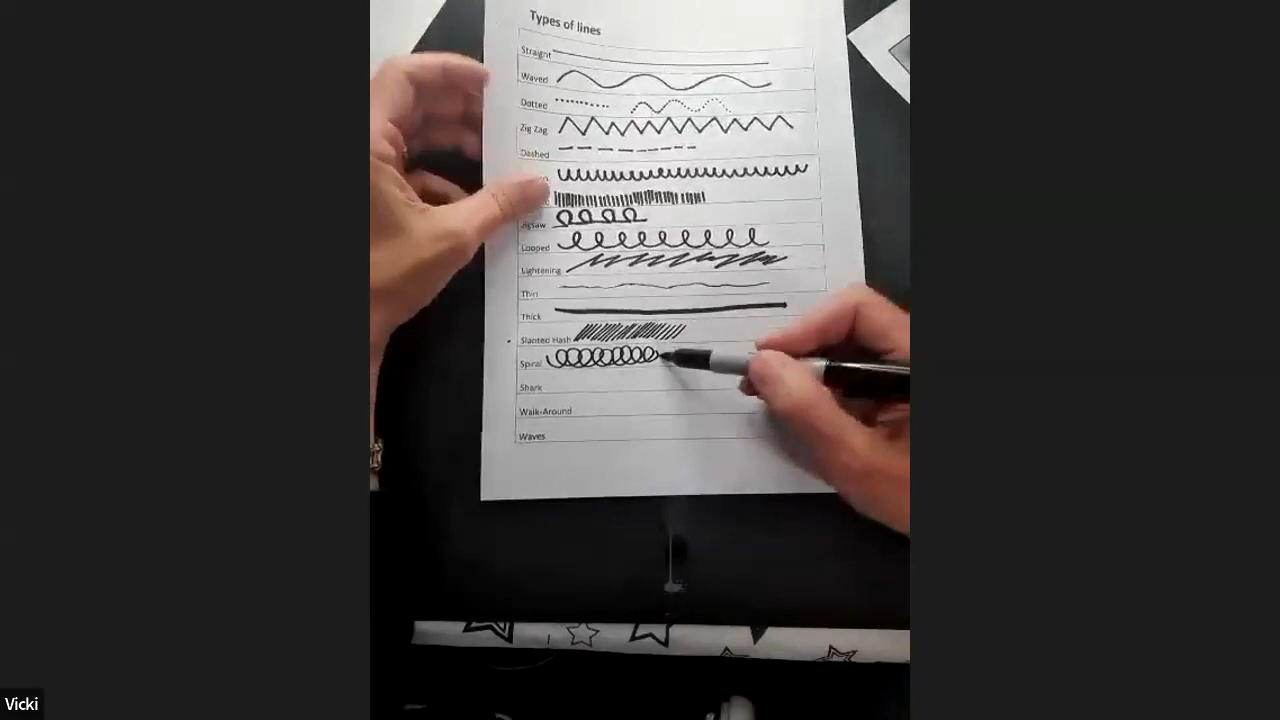 Types of lines
Straight
Waved
Dotted
Zig Zag
Dashed
Jigsaw
Looped
Lightening
Thin
Thick
Slanted Hash
Spiral
Shark
Walk-Around
Waves
Vicki